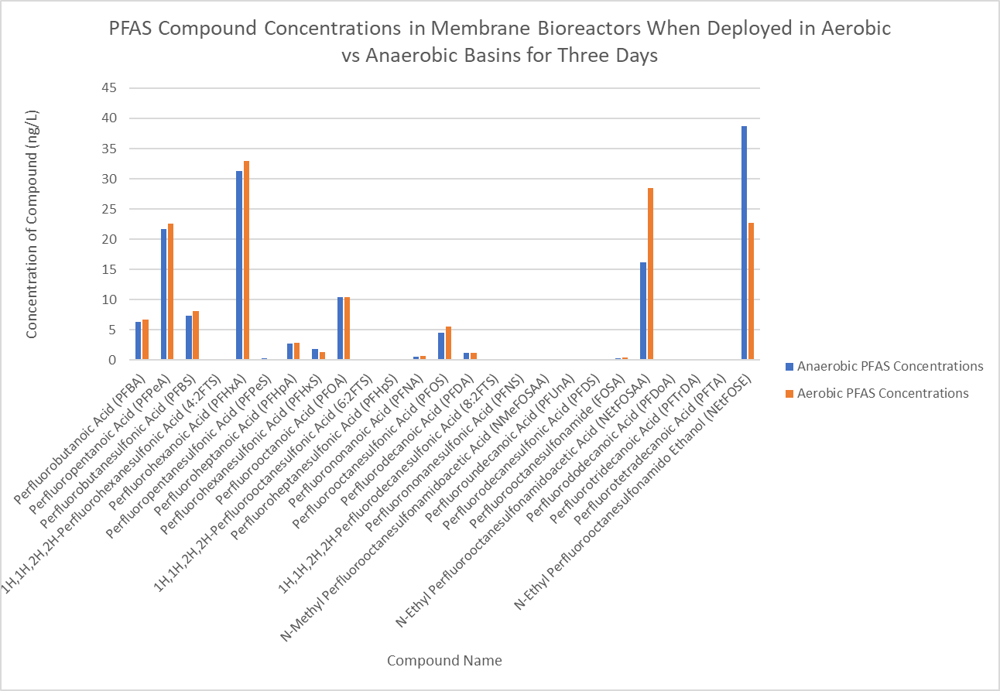 PFAS Compound Concentrations in Membrane Bioreactors When Deployed in Aerobic
vs Anaerobic Basins for Three Days
Concentration of Compound (ng/L)
45
40
35
30
25
20
15
10
5
0
Perfluorobutanoic Acid (PFBA)
Perfluoropentanoic Acid (PFPeA)
Perfluorobutanesulfonic Acid (PFBS)
1H,1H,2H,2H-Perfluorohexanesulfonic Acid (4:2FTS)
Perfluorohexanoic Acid (PFHxA)
Perfluoropentanesulfonic Acid (PFPeS)
Perfluoroheptanoic Acid (PFHpA)
Perfluorohexanesulfonic Acid (PFHxS)
Perfluorooctanoic Acid (PFOA)
1H,1H,2H,2H-Perfluorooctanesulfonic Acid (6:2FTS)
Perfluoroheptanesulfonic Acid (PFHpS)
Perfluorononanoic Acid (PFNA)
Perfluorooctanesulfonic Acid (PFOS)
Perfluorodecanoic Acid (PFDA)
1H,1H,2H,2H-Perfluorodecanesulfonic Acid (8:2FTS)
Perfluorononanesulfonic Acid (PFNS)
N-Methyl Perfluorooctanesulfonamidoacetic Acid (NMeFOSAA)
Perfluoroundecanoic Acid (PFUnA)
Perfluorodecanesulfonic Acid (PFDS)
Perfluorooctanesulfonamide (FOSA)
N-Ethyl Perfluorooctanesulfonamidoacetic Acid (NEtFOSAA)
Perfluorododecanoic Acid (PFDoA)
Perfluorotridecanoic Acid (PFTrDA)
Perfluorotetradecanoic Acid (PFTA)
N-Ethyl Perfluorooctanesulfonamido Ethanol (NEtFOSE)
Compound Name
Anaerobic PFAS Concentrations
Aerobic PFAS Concentrations